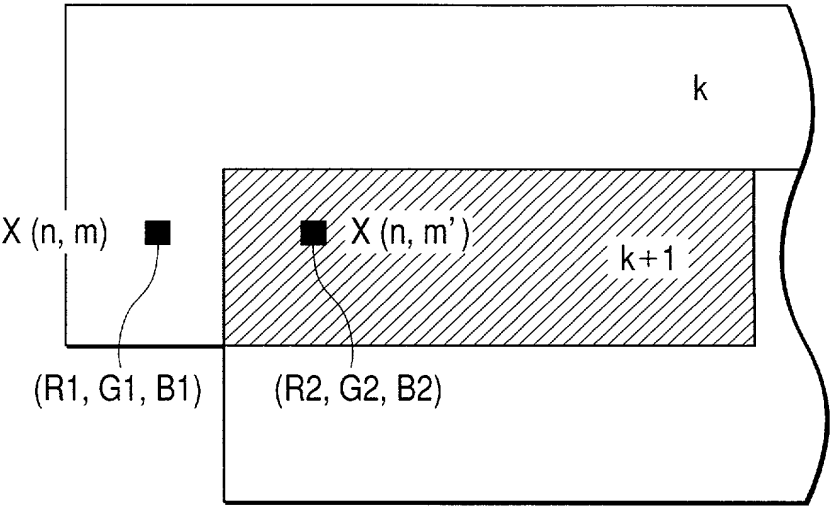 k
X (n, m)
X (n, m’)
k+1
(R1, G1, B1)
(R2, G2, B2)